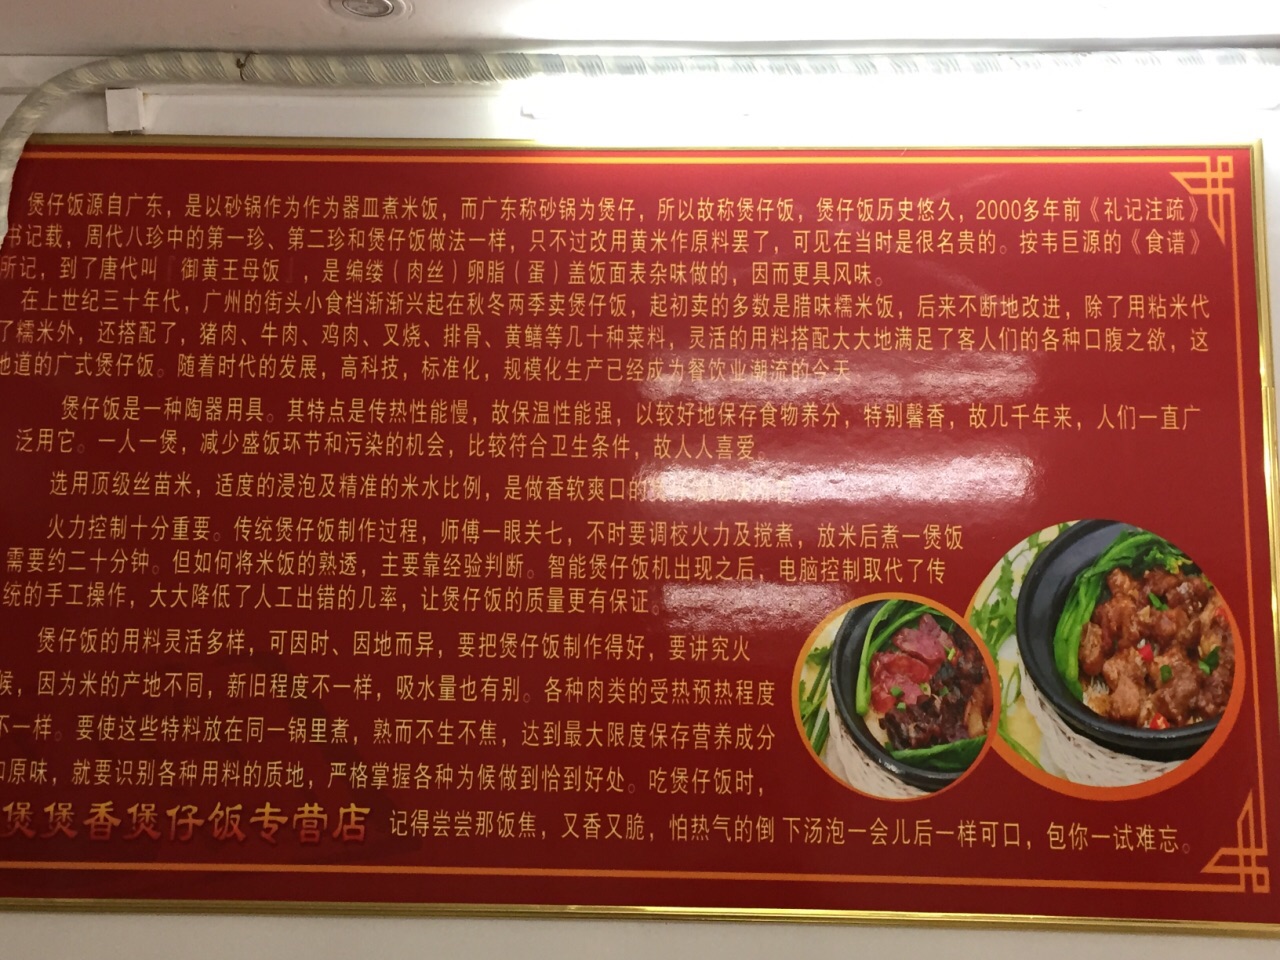 煲仔饭源自广东，是以砂锅作为作为器皿煮米饭，而广东称砂锅为煲仔，所以故称煲仔饭，煲仔饭历史悠久，2000多年前《礼记注疏》
书记载，周代八珍中的第一珍、第二珍和煲仔饭做法一样，只不过改用黄米作原料罢了，可见在当时是很名贵的。按韦巨源的《食谱》
所记，到了唐代叫『御黄王母饭』，是编缕（肉丝）卵脂（蛋）盖饭面表杂味做的，因而更具风味。
在上世纪三十年代，广州的街头小食档渐渐兴起在秋冬两季卖煲仔饭，起初卖的多数是腊味糯米饭，后来不断地改进，除了用粘米代
了糯米外，还搭配了，猪肉、牛肉、鸡肉、叉烧、排骨、黄鳝等几十种菜料，灵活的用料搭配大大地满足了客人们的各种口腹之欲，这
地道的广式煲仔饭。随着时代的发展，高科技，标准化，规模化生产已经成为餐饮业潮流的今天
煲仔饭是一种陶器用具。其特点是传热性能慢，故保温性能强，以较好地保存食物养分，特别馨香，故几千年来，人们一直广
泛用它。一人一煲，减少盛饭环节和污染的机会，比较符合卫生条件，故人人喜爱。
选用顶级丝苗米，适度的浸泡及精准的米水比例，是做香软爽口的
火力控制十分重要。传统煲仔饭制作过程，师傅一眼关七，不时要调校火力及搅煮，放米后煮一煲饭
需要约二十分钟。但如何将米饭的熟透，主要靠经验判断。智能煲仔饭机出现之后，电脑控制取代了传
统的手工操作，大大降低了人工出错的几率，让煲仔饭的质量更有保证。
煲仔饭的用料灵活多样，可因时、因地而异，要把煲仔饭制作得好，要讲究火
候，因为米的产地不同，新旧程度不一样，吸水量也有别。各种肉类的受热预热程度
不一样。要使这些特料放在同一锅里煮，熟而不生不焦，达到最大限度保存营养成分
和原味，就要识别各种用料的质地，严格掌握各种为候做到恰到好处。吃煲仔饭时，
煲煲香煲仔饭专营店 记得尝尝那饭焦，又香又脆，怕热气的倒下汤泡一会儿后一样可口，包你一试难忘。